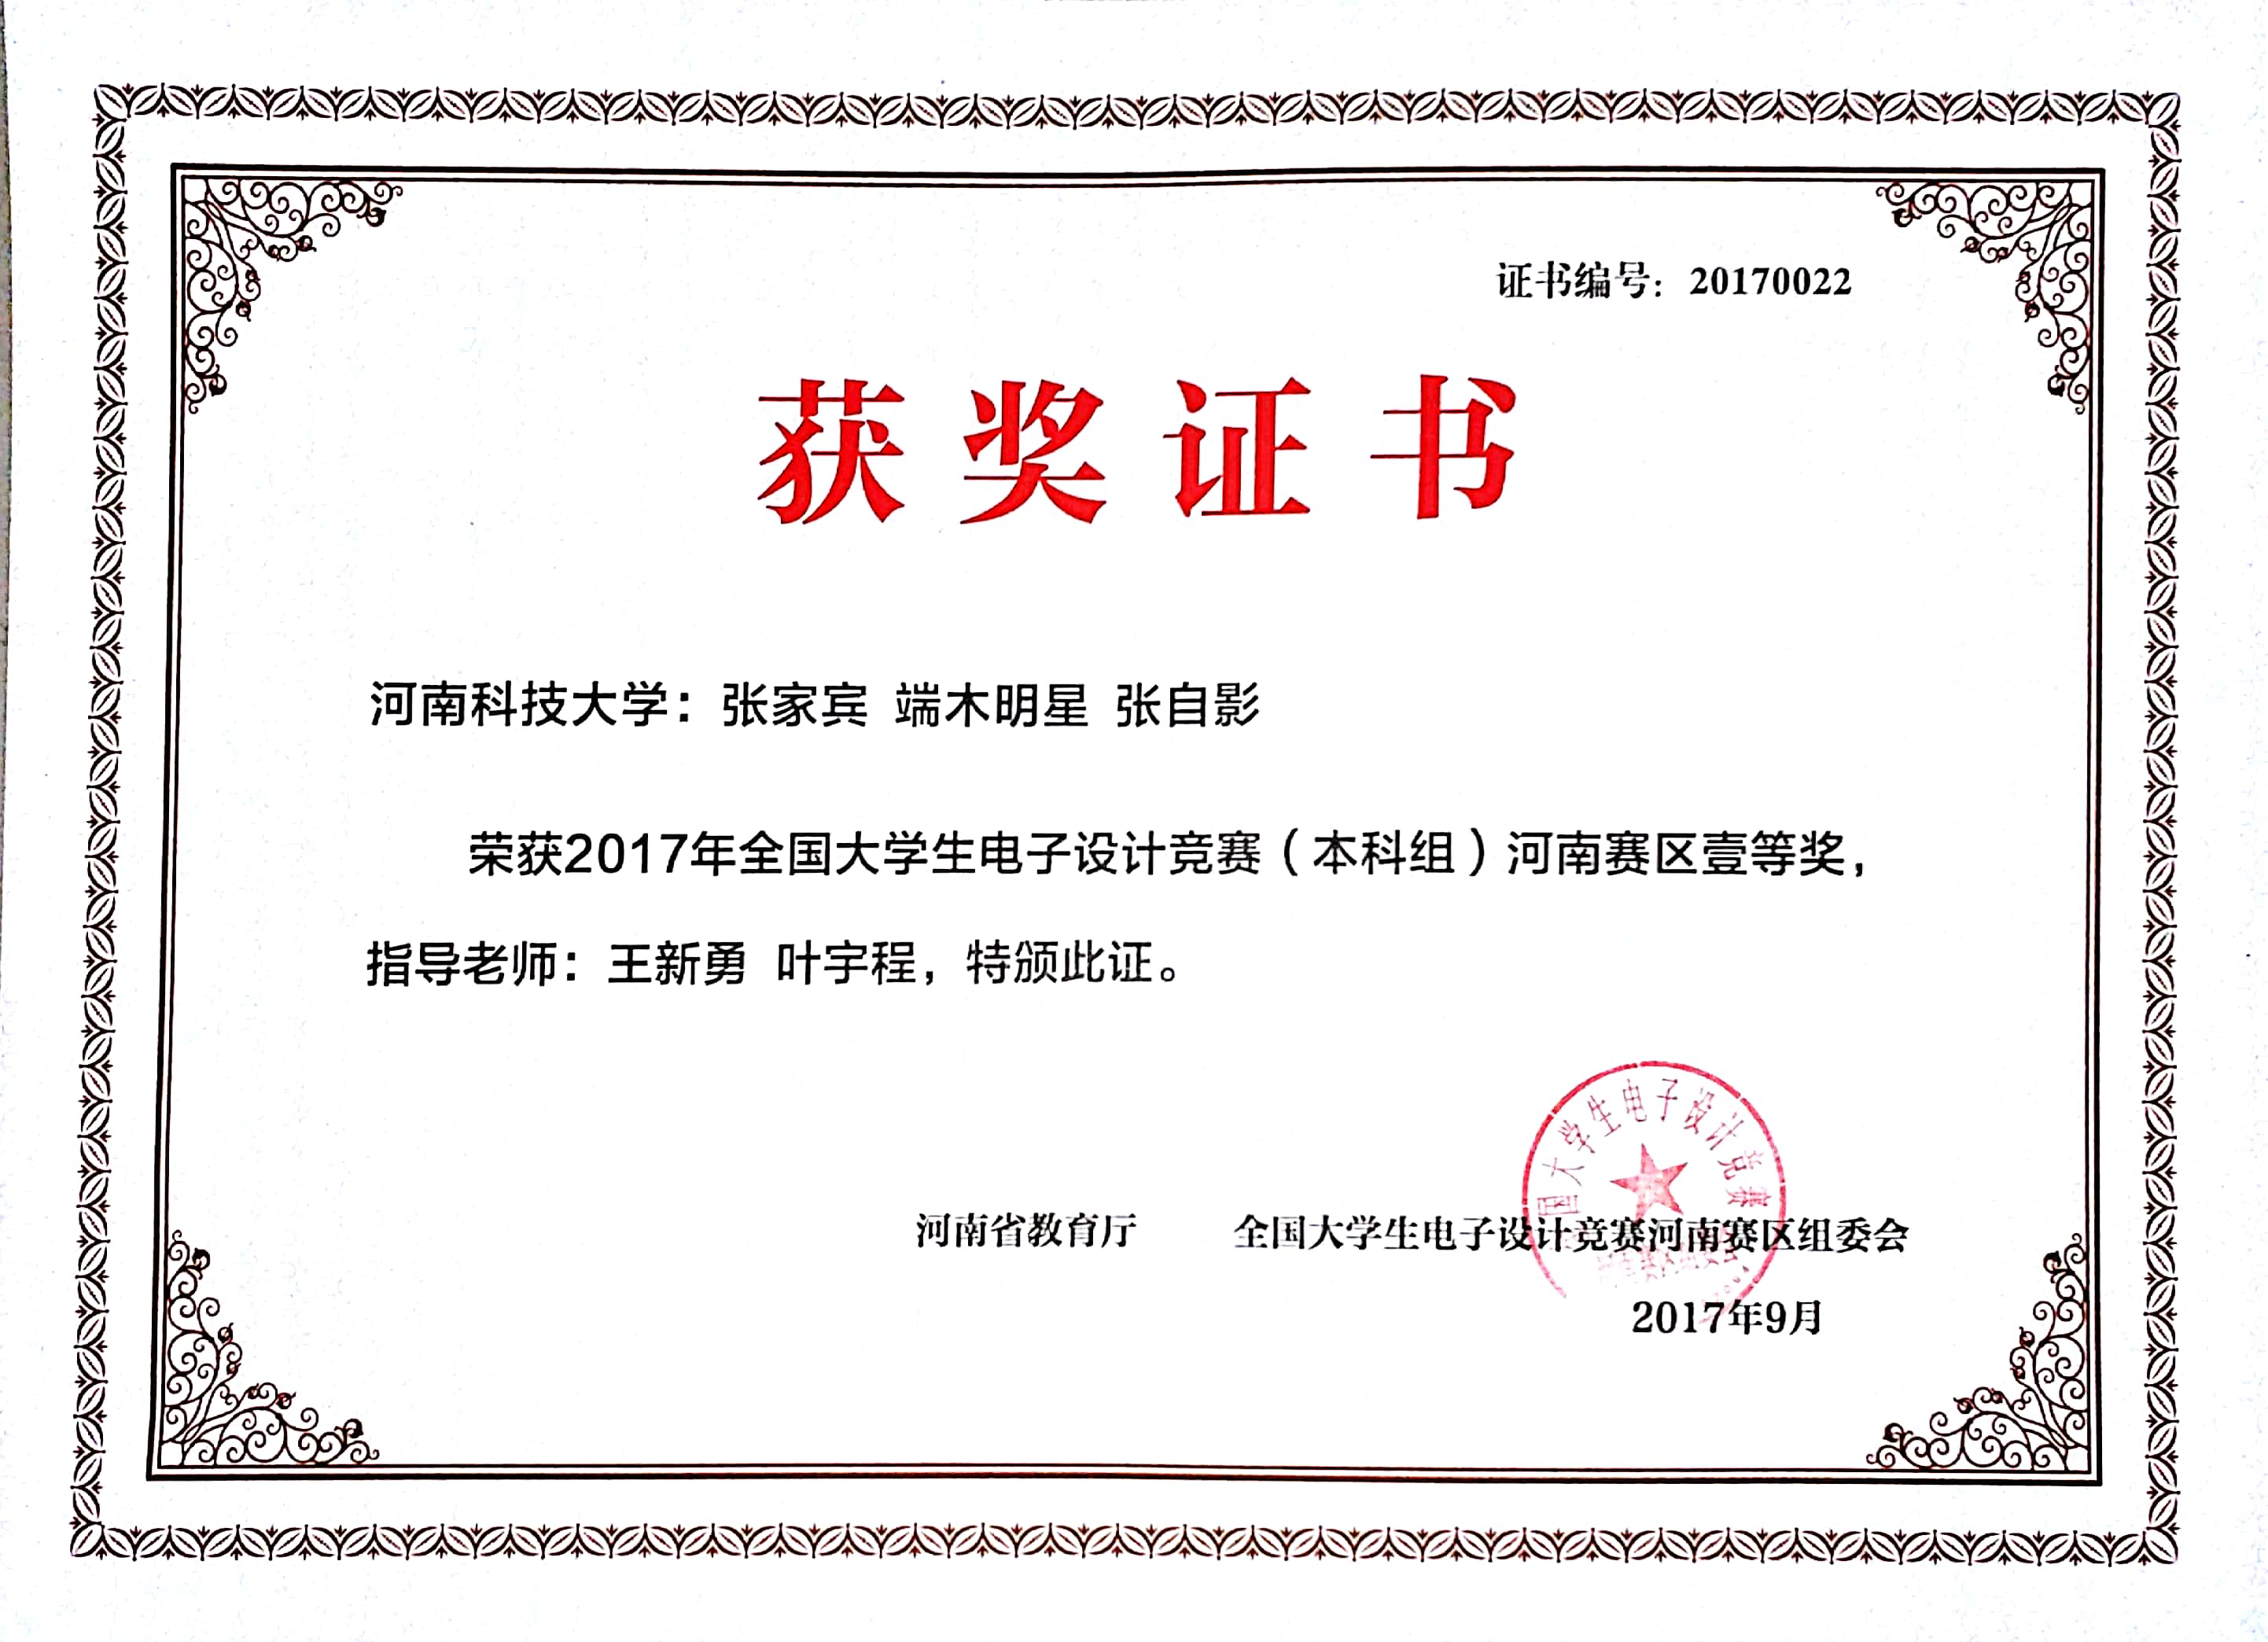 证书编号：20170022
获奖证书
河南科技大学：张家宾 端木明星 张自影
荣获2017年全国大学生电子设计竞赛（本科组）河南赛区壹等奖，
指导老师：王新勇 叶宇程，特颁此证。
国大学生电子设计竞赛
河南省教育厅 全国大学生电子设计竞赛河南赛区组委会
2017年9月